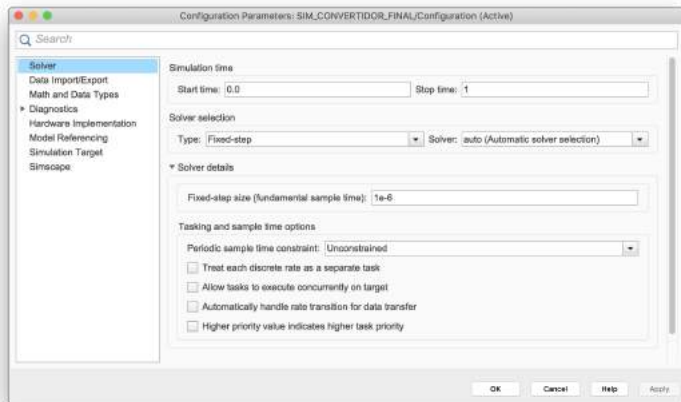 Configuration Parameters: SIM_CONVERTIDOR_FINAL/Configuration (Active)
Search
Solver
Data Import/Export
Math and Data Types
Diagnostics
Hardware Implementation
Model Referencing
Simulation Target
Simscape
Simulation time
Start time: 0.0 Stop time: 1
Solver selection
Type: Fixed-step Solver: auto (Automatic solver selection)
Solver details
Fixed-step size (fundamental sample time): 1e-6
Tasking and sample time options
Periodic sample time constraint: Unconstrained
Treat each discrete rate as a separate task
Allow tasks to execute concurrently on target
Automatically handle rate transition for data transfer
Higher priority value indicates higher task priority
OK Cancel Help Apply